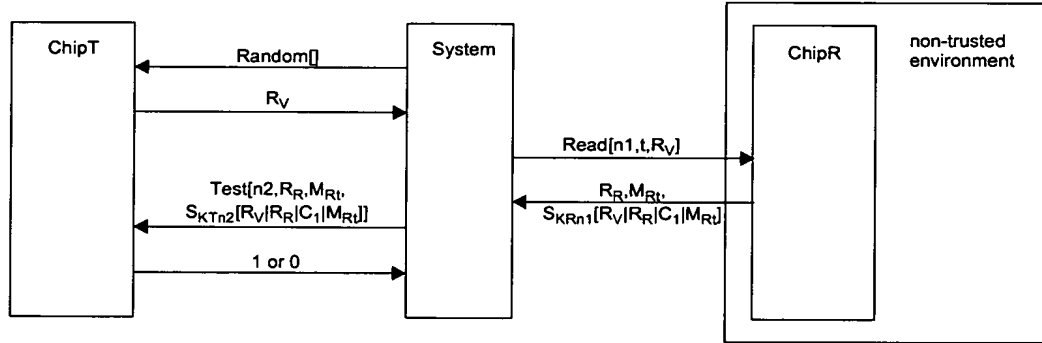 ChipT
System
ChipR
non-trusted
environment
Random[]
R_V
Read[n1,t,R_V]
Test[n2,R_R,M_Rt,
S_KTn2[R_V|R_R|C_1|M_Rt]]
R_R,M_Rt,
S_KRn1[R_V|R_R|C_1|M_Rt]
1 or 0